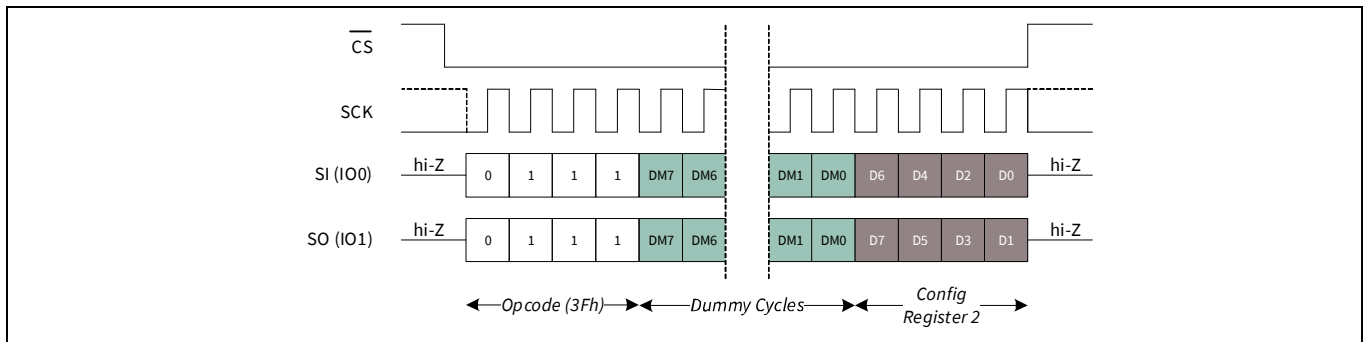 CS
SCK
SI (IO0) hi-Z 0 1 1 1 DM7 DM6 DM1 DM0 D6 D4 D2 D0 hi-Z
SO (IO1) hi-Z 0 1 1 1 DM7 DM6 DM1 DM0 D7 D5 D3 D1 hi-Z
Opcode (3Fh) Dummy Cycles Config
Register 2